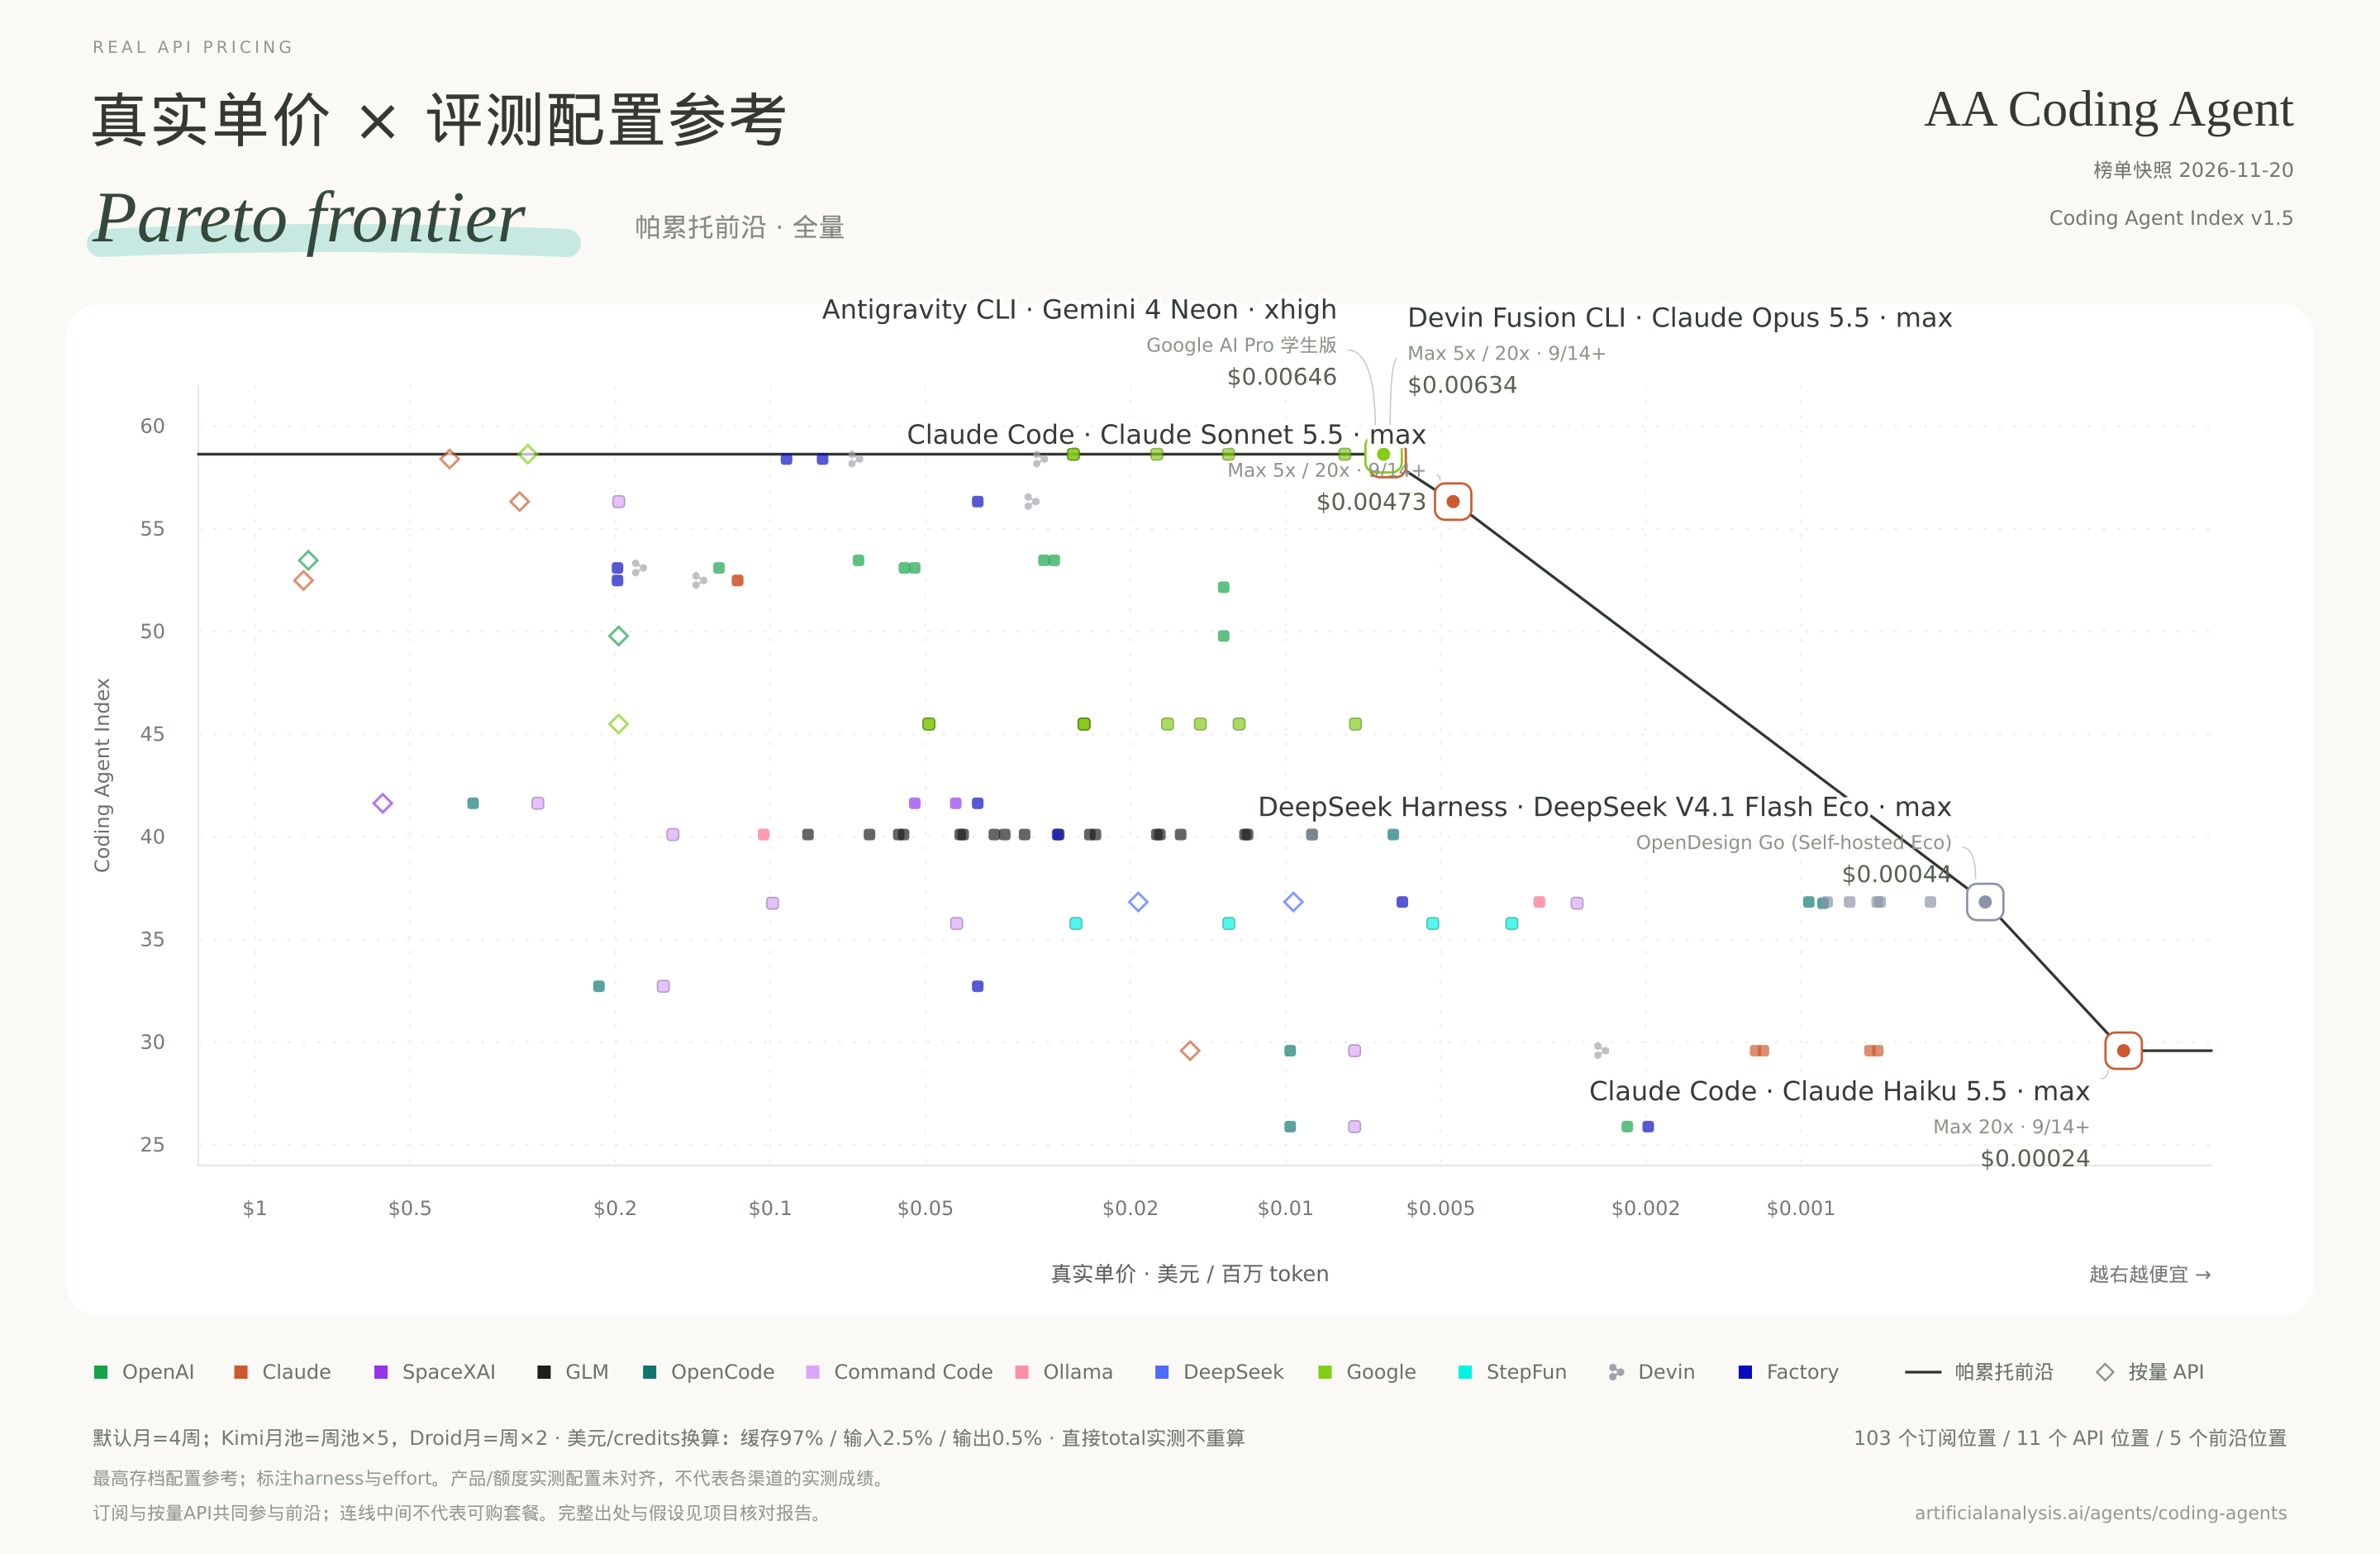 REAL API PRICING
真实单价 × 评测配置参考
Pareto frontier
帕累托前沿 · 全量
AA Coding Agent
榜单快照 2026-11-20
Coding Agent Index v1.5
Antigravity CLI · Gemini 4 Neon · xhigh
Google AI Pro 学生版
$0.00646
Devin Fusion CLI · Claude Opus 5.5 · max
Max 5x / 20x · 9/14+
$0.00634
Claude Code · Claude Sonnet 5.5 · max
Max 5x / 20x · 9/14+
$0.00473
DeepSeek Harness · DeepSeek V4.1 Flash Eco · max
OpenDesign Go (Self-hosted Eco)
$0.00044
Claude Code · Claude Haiku 5.5 · max
Max 20x · 9/14+
$0.00024
Coding Agent Index
60
55
50
45
40
35
30
25
$1 $0.5 $0.2 $0.1 $0.05 $0.02 $0.01 $0.005 $0.002 $0.001
真实单价 · 美元 / 百万 token
越右越便宜 →
OpenAI Claude SpaceXAI GLM OpenCode Command Code Ollama DeepSeek Google StepFun Devin Factory 帕累托前沿 按量 API
默认月=4周；Kimi月池=周池×5，Droid月=周×2 · 美元/credits换算：缓存97% / 输入2.5% / 输出0.5% · 直接total实测不重算
103 个订阅位置 / 11 个 API 位置 / 5 个前沿位置
最高存档配置参考；标注harness与effort。产品/额度实测配置未对齐，不代表各渠道的实测成绩。
订阅与按量API共同参与前沿；连线中间不代表可购套餐。完整出处与假设见项目核对报告。
artificialanalysis.ai/agents/coding-agents